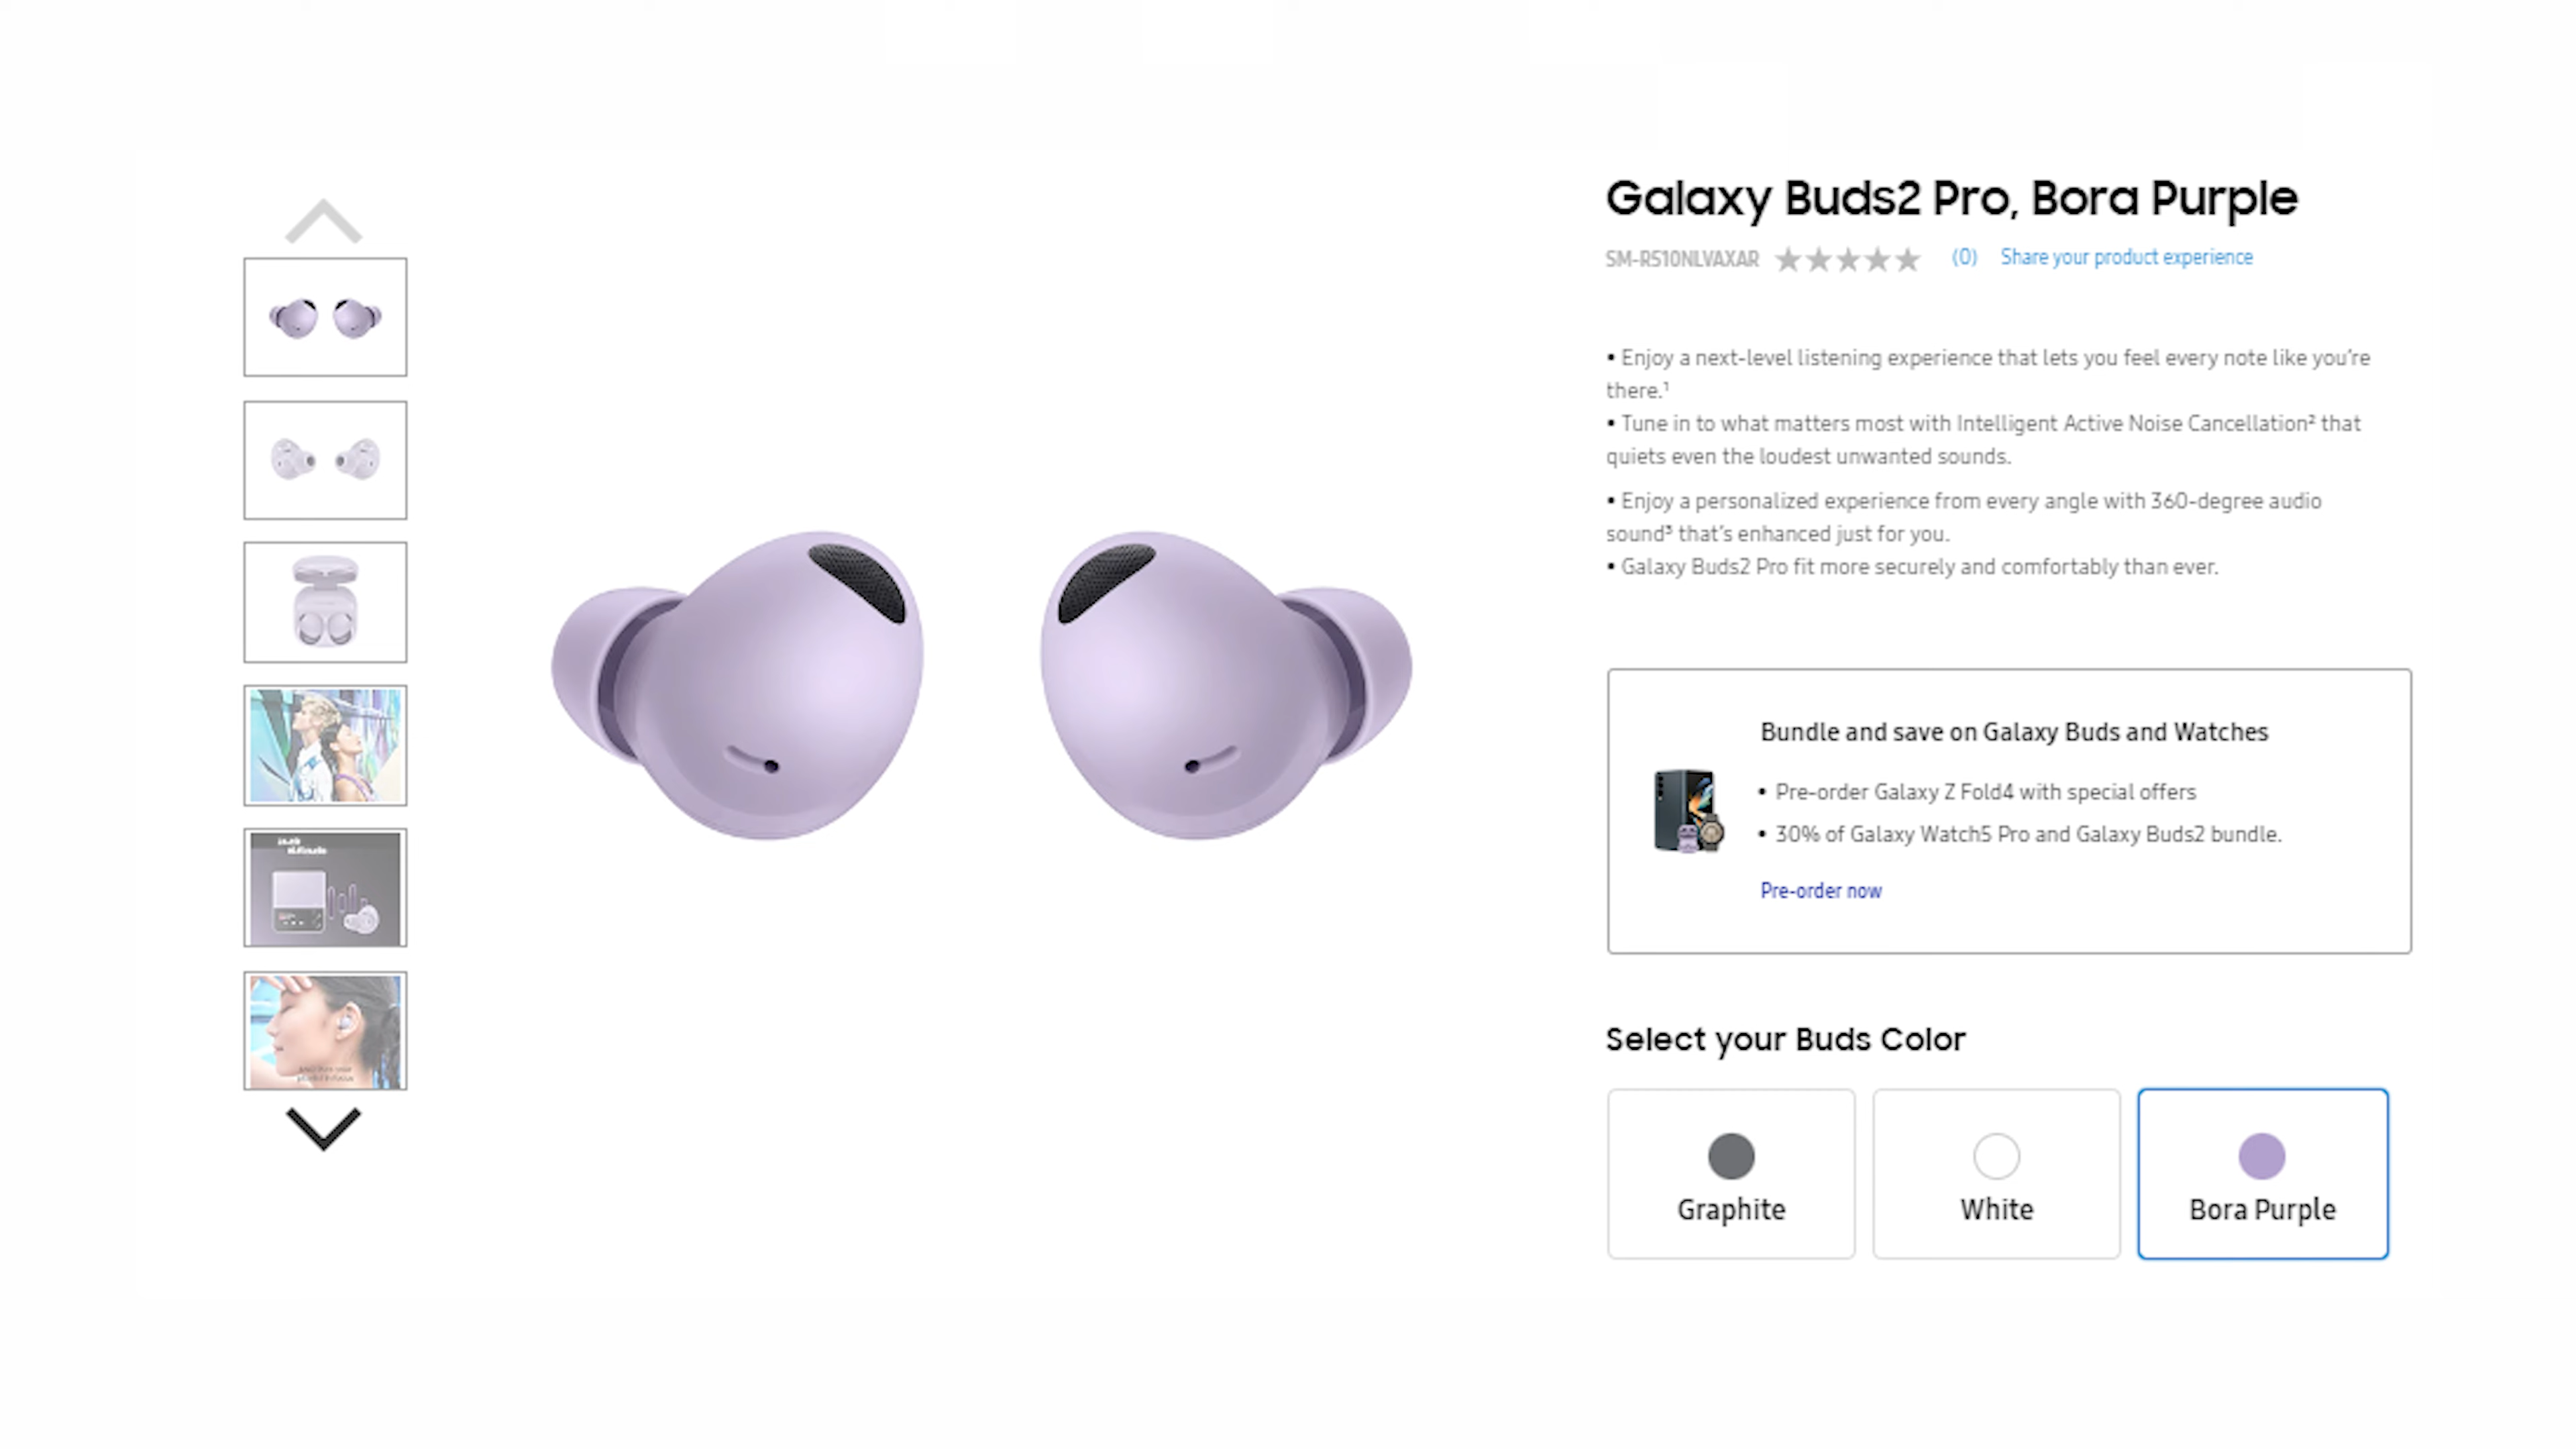 Galaxy Buds2 Pro, Bora Purple
SM-R510NLVAXAR
(0) Share your product experience
• Enjoy a next-level listening experience that lets you feel every note like you're
there.¹
• Tune in to what matters most with Intelligent Active Noise Cancellation² that
quiets even the loudest unwanted sounds.
• Enjoy a personalized experience from every angle with 360-degree audio
sound³ that's enhanced just for you.
• Galaxy Buds2 Pro fit more securely and comfortably than ever.
Bundle and save on Galaxy Buds and Watches
• Pre-order Galaxy Z Fold4 with special offers
• 30% of Galaxy Watch5 Pro and Galaxy Buds2 bundle.
Pre-order now
Select your Buds Color
Graphite
White
Bora Purple